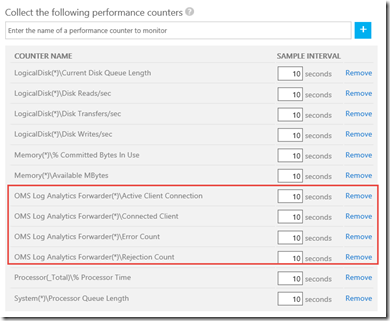 Collect the following performance counters ?
Enter the name of a performance counter to monitor +
COUNTER NAME SAMPLE INTERVAL
LogicalDisk(*)\Current Disk Queue Length 10 seconds Remove
LogicalDisk(*)\Disk Reads/sec 10 seconds Remove
LogicalDisk(*)\Disk Transfers/sec 10 seconds Remove
LogicalDisk(*)\Disk Writes/sec 10 seconds Remove
Memory(*)\% Committed Bytes In Use 10 seconds Remove
Memory(*)\Available MBytes 10 seconds Remove
OMS Log Analytics Forwarder(*)\Active Client Connection 10 seconds Remove
OMS Log Analytics Forwarder(*)\Connected Client 10 seconds Remove
OMS Log Analytics Forwarder(*)\Error Count 10 seconds Remove
OMS Log Analytics Forwarder(*)\Rejection Count 10 seconds Remove
Processor(_Total)\% Processor Time 10 seconds Remove
System(*)\Processor Queue Length 10 seconds Remove